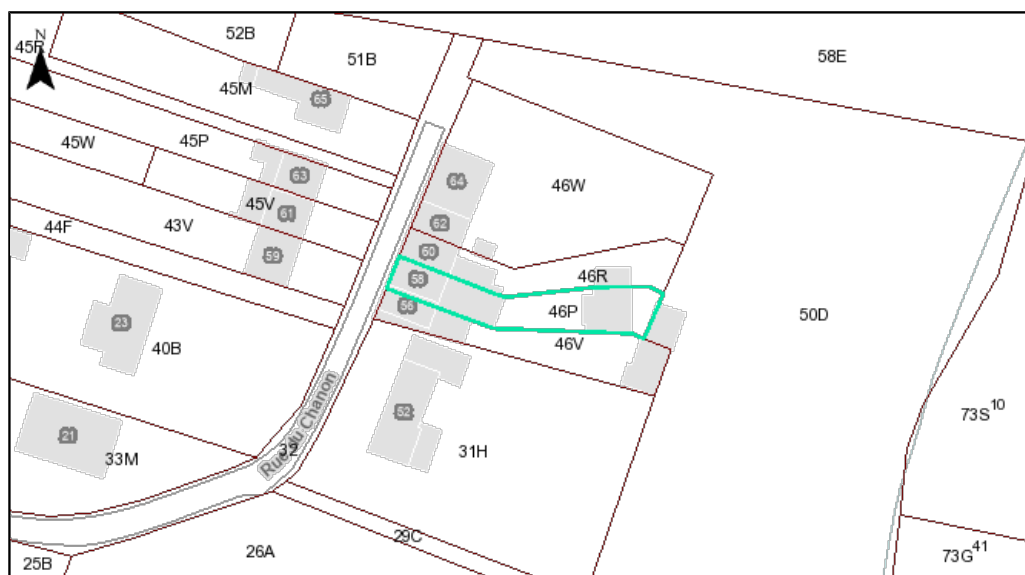 52B
58E
45R
N
51B
45M
65
45W
45P
63
64
46W
45V
61
62
44F
43V
59
60
58
46R
46P
50D
56
46V
23
40B
52
73S10
21
33M
Rue du Chanon
32
31H
29C
26A
25B
73G41